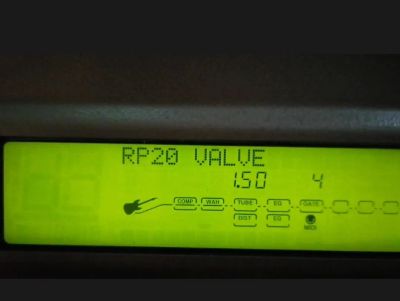 RP20 VALVE
1.50 4
COMP WAH TUBE EQ GATE
DIST EQ MIDI